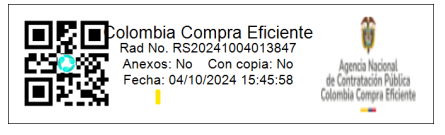 Colombia Compra Eficiente
Rad No. RS20241004013847
Anexos: No Con copia: No
Fecha: 04/10/2024 15:45:58
Agencia Nacional
de Contratación Pública
Colombia Compra Eficiente